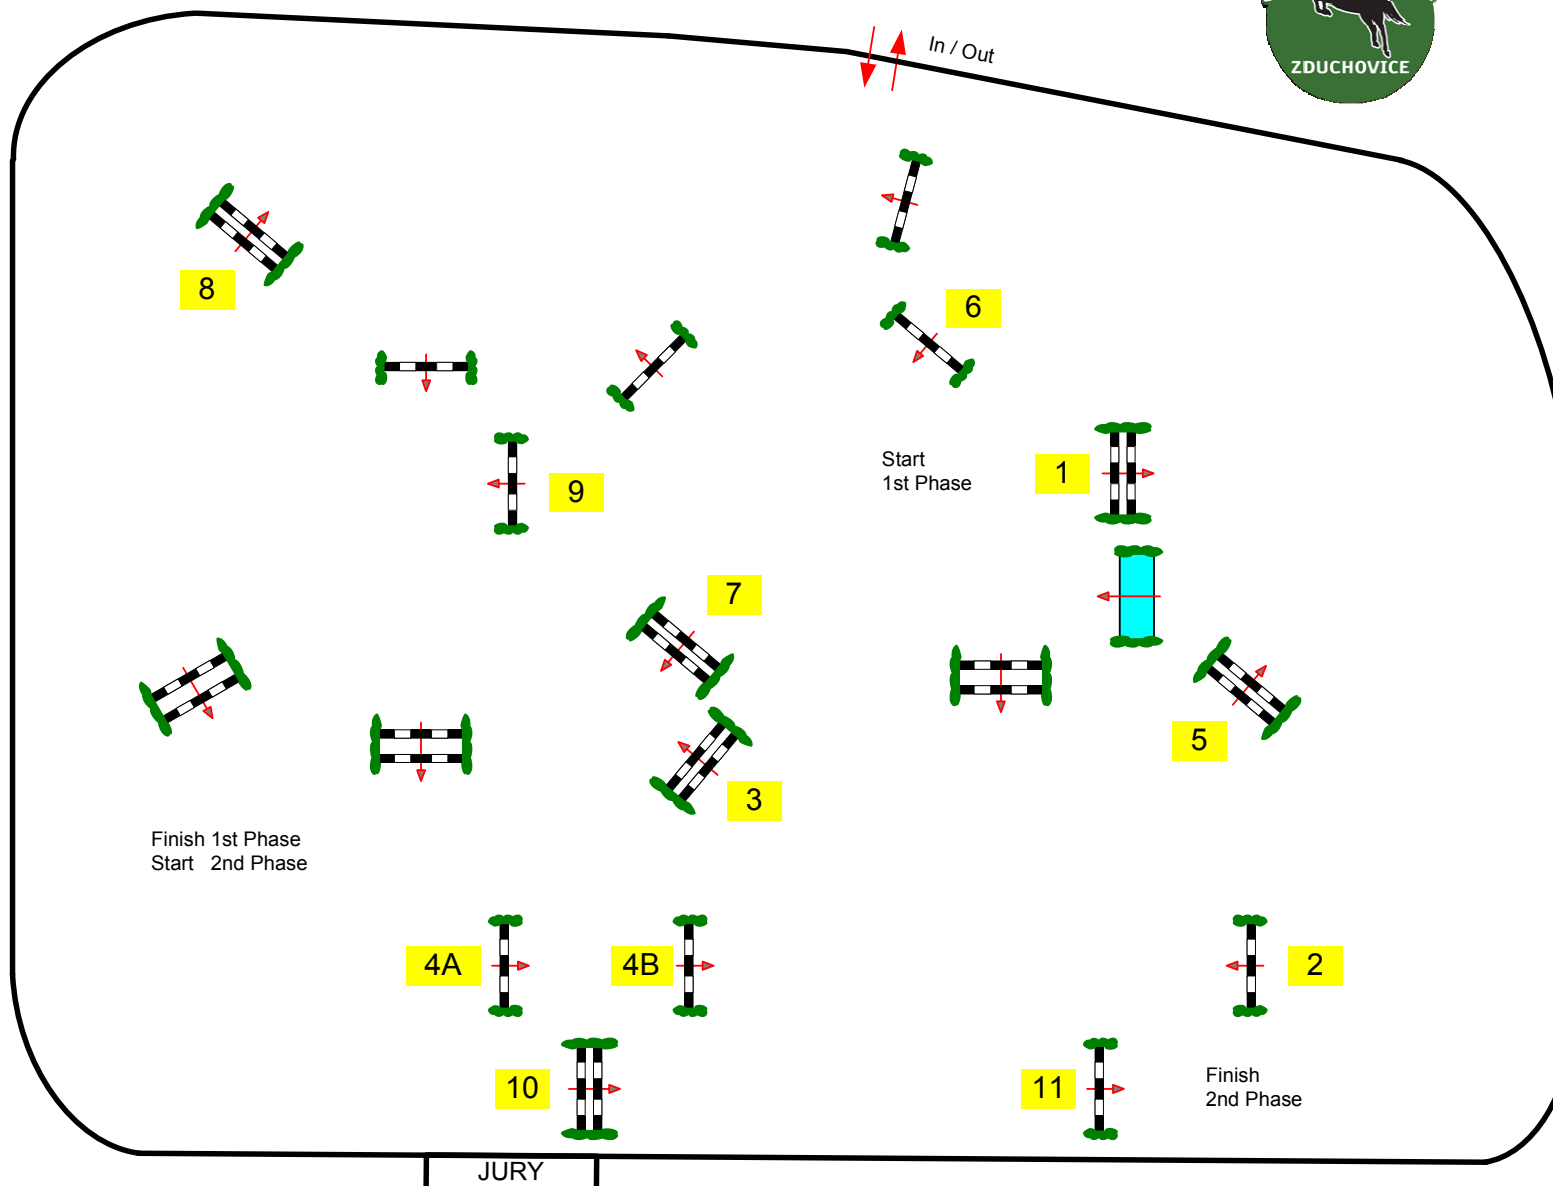 In / Out
ZDUCHOVICE
8
6
Start
1st Phase
1
9
7
5
3
Finish 1st Phase
Start 2nd Phase
4A
4B
2
10
11
Finish
2nd Phase
JURY